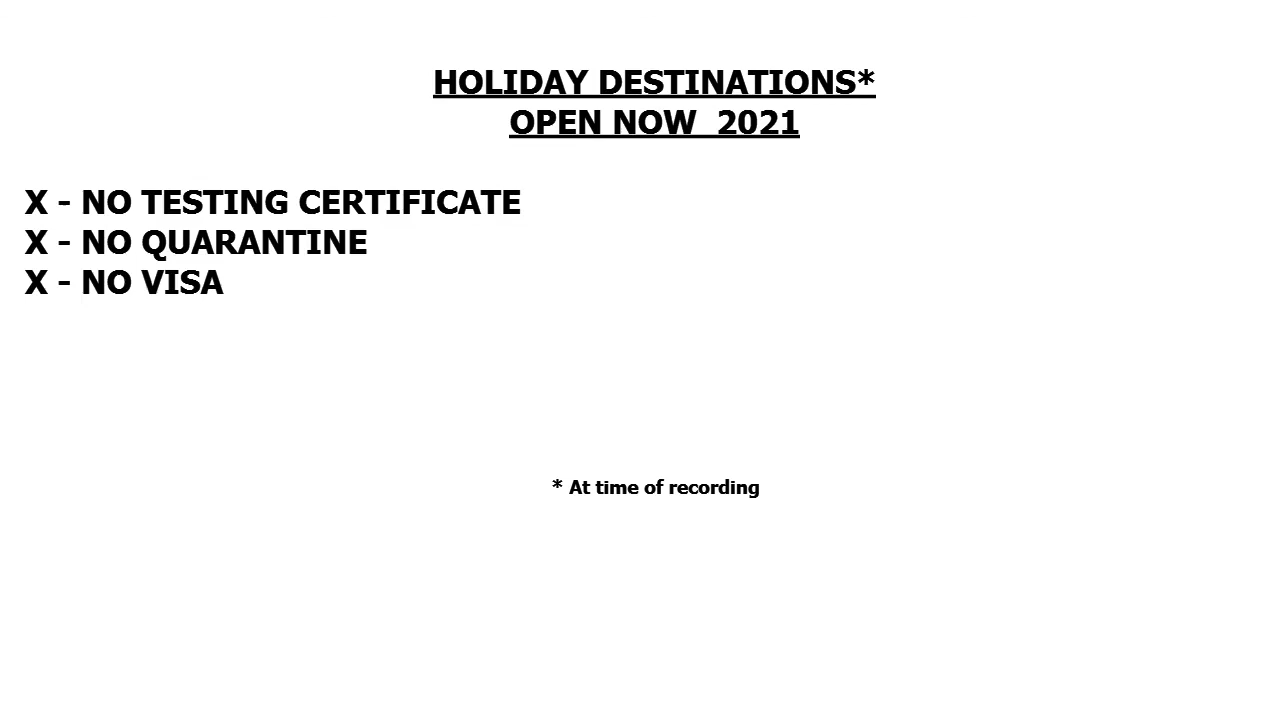 HOLIDAY DESTINATIONS*
OPEN NOW  2021
X - NO TESTING CERTIFICATE
X - NO QUARANTINE
X - NO VISA
* At time of recording